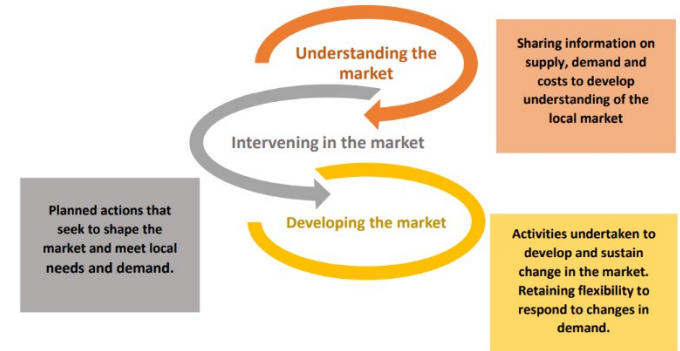 Understanding the
market
Sharing information on
supply, demand and
costs to develop
understanding of the
local market
Intervening in the market
Planned actions that
seek to shape the
market and meet local
needs and demand.
Developing the market
Activities undertaken to
develop and sustain
change in the market.
Retaining flexibility to
respond to changes in
demand.